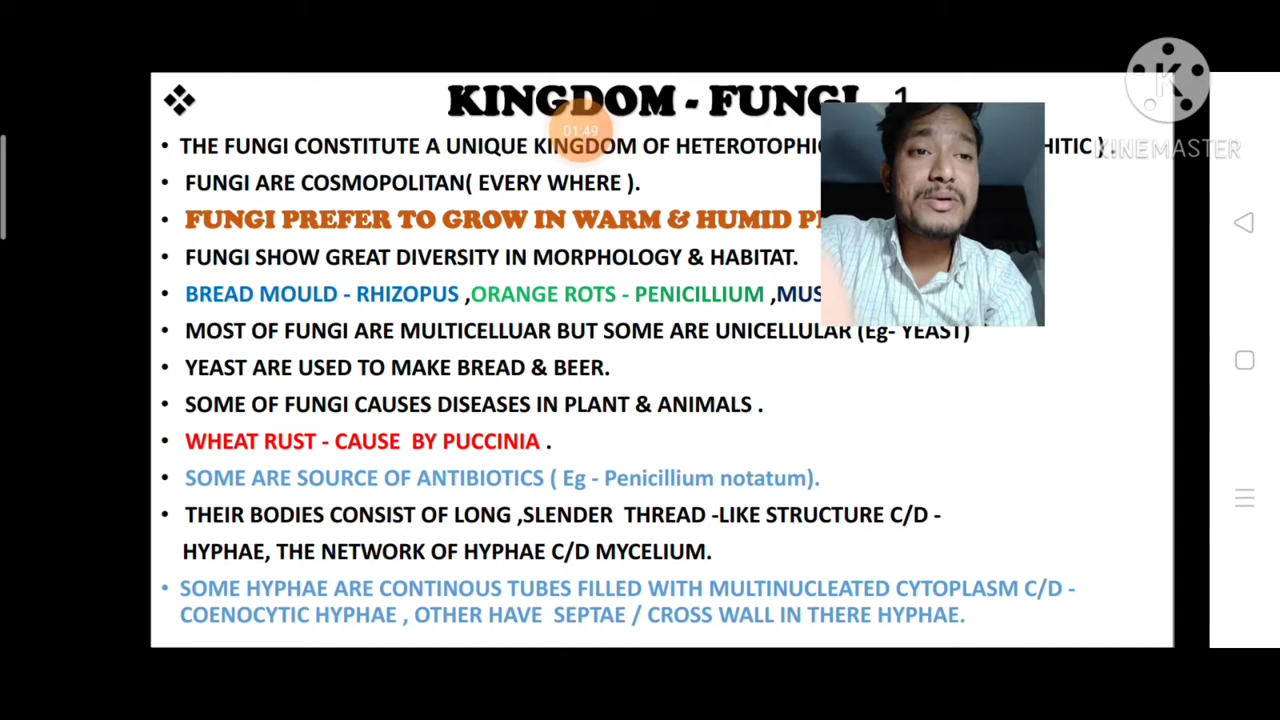 ❖ KINGDOM - FUNGI 1
01:49
• THE FUNGI CONSTITUTE A UNIQUE KINGDOM OF HETEROTOPHIC HITIC ) .
KINEMASTER
• FUNGI ARE COSMOPOLITAN( EVERY WHERE ).
• FUNGI PREFER TO GROW IN WARM & HUMID
• FUNGI SHOW GREAT DIVERSITY IN MORPHOLOGY & HABITAT.
• BREAD MOULD - RHIZOPUS ,ORANGE ROTS - PENICILLIUM ,MUS
• MOST OF FUNGI ARE MULTICELLUAR BUT SOME ARE UNICELLULAR (Eg- YEAST)
• YEAST ARE USED TO MAKE BREAD & BEER.
• SOME OF FUNGI CAUSES DISEASES IN PLANT & ANIMALS .
• WHEAT RUST - CAUSE BY PUCCINIA .
• SOME ARE SOURCE OF ANTIBIOTICS ( Eg - Penicillium notatum).
• THEIR BODIES CONSIST OF LONG ,SLENDER THREAD -LIKE STRUCTURE C/D -
HYPHAE, THE NETWORK OF HYPHAE C/D MYCELIUM.
• SOME HYPHAE ARE CONTINOUS TUBES FILLED WITH MULTINUCLEATED CYTOPLASM C/D -
COENOCYTIC HYPHAE , OTHER HAVE SEPTAE / CROSS WALL IN THERE HYPHAE.